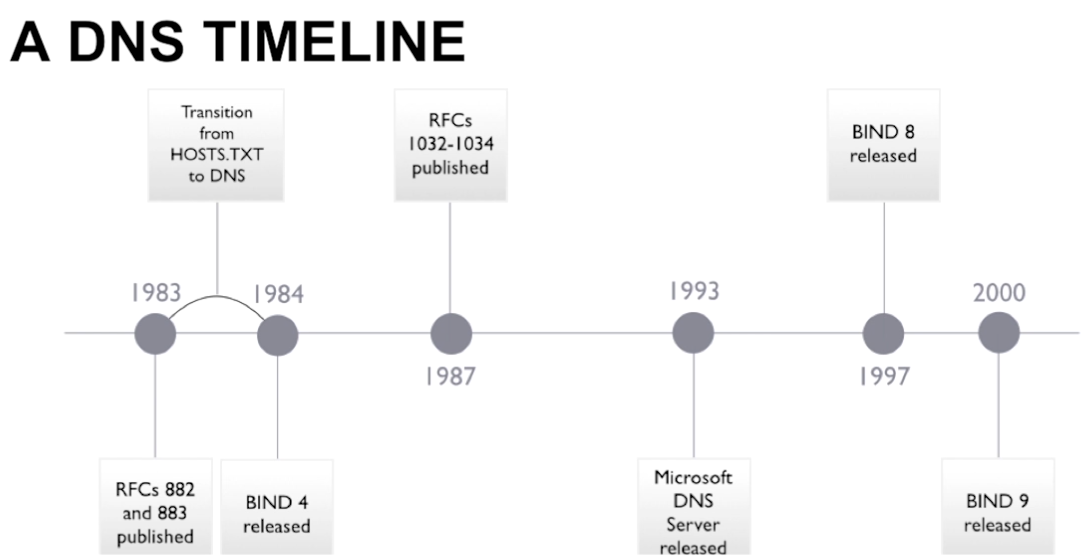 A DNS TIMELINE
Transition
from
HOSTS.TXT
to DNS
RFCs
1032-1034
published
BIND 8
released
1983
1984
1987
1993
1997
2000
RFCs 882
and 883
published
BIND 4
released
Microsoft
DNS
Server
released
BIND 9
released